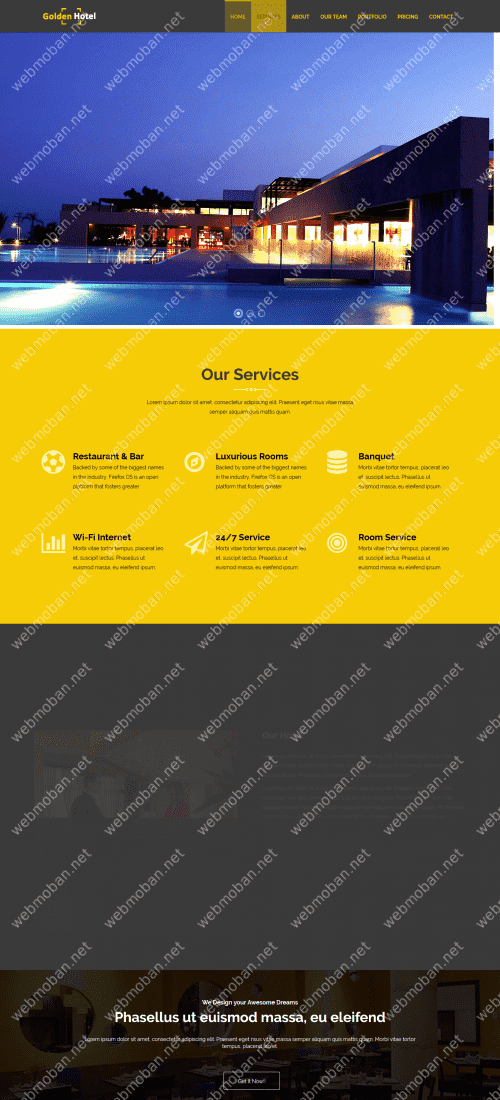 Golden Hotel
HOME SERVICES ABOUT OUR TEAM PORTFOLIO PRICING CONTACT
Our Services
Lorem ipsum dolor sit amet, consectetur adipiscing elit. Praesent eget risus vitae massa
semper aliquam quis mattis quam.
Restaurant & Bar
Backed by some of the biggest names
in the industry, Firefox OS is an open
platform that fosters greater
Luxurious Rooms
Backed by some of the biggest names
in the industry, Firefox OS is an open
platform that fosters greater
Banquet
Morbi vitae tortor tempus, placerat leo
et, suscipit lectus. Phasellus ut
euismod massa, eu eleifend ipsum.
Wi-Fi Internet
Morbi vitae tortor tempus, placerat leo
et, suscipit lectus. Phasellus ut
euismod massa, eu eleifend ipsum.
24/7 Service
Morbi vitae tortor tempus, placerat leo
et, suscipit lectus. Phasellus ut
euismod massa, eu eleifend ipsum.
Room Service
Morbi vitae tortor tempus, placerat leo
et, suscipit lectus. Phasellus ut
euismod massa, eu eleifend ipsum.
We Design your Awesome Dreams
Phasellus ut euismod massa, eu eleifend
Lorem ipsum dolor sit amet, consectetur adipiscing elit. Praesent eget risus vitae massa semper aliquam quis mattis quam. Morbi vitae tortor
tempus, placerat leo et.
Get It Now!
webmoban.net